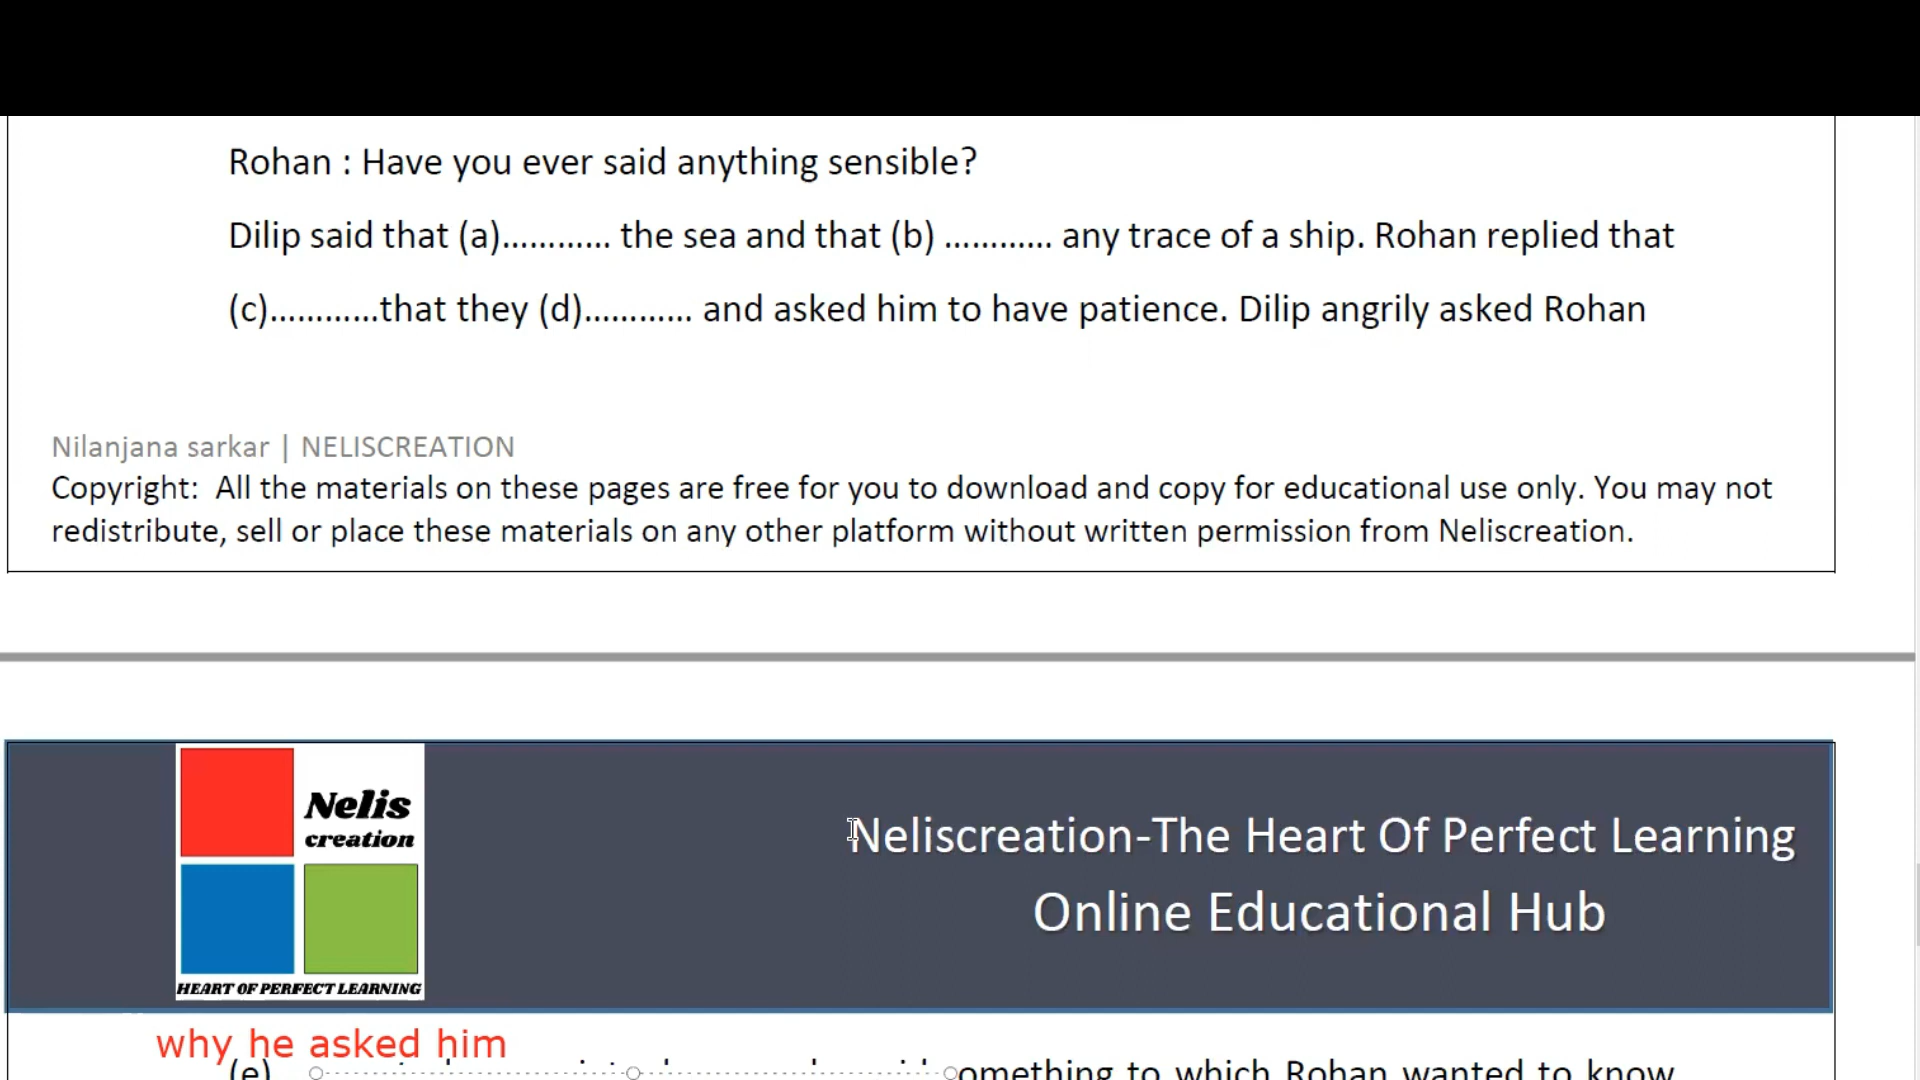 Rohan : Have you ever said anything sensible?
Dilip said that (a)............ the sea and that (b) ............ any trace of a ship. Rohan replied that
(c)............that they (d)............ and asked him to have patience. Dilip angrily asked Rohan
Nilanjana sarkar | NELISCREATION
Copyright: All the materials on these pages are free for you to download and copy for educational use only. You may not
redistribute, sell or place these materials on any other platform without written permission from Neliscreation.
Nelis
creation
HEART OF PERFECT LEARNING
Neliscreation-The Heart Of Perfect Learning
Online Educational Hub
why he asked him
(e) omething to which Rohan wanted to know